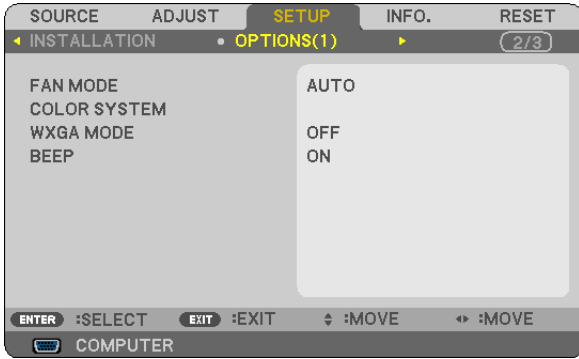 SOURCE ADJUST SETUP INFO. RESET
INSTALLATION • OPTIONS(1) 2/3
FAN MODE AUTO
COLOR SYSTEM
WXGA MODE OFF
BEEP ON
ENTER :SELECT EXIT :EXIT :MOVE :MOVE
COMPUTER